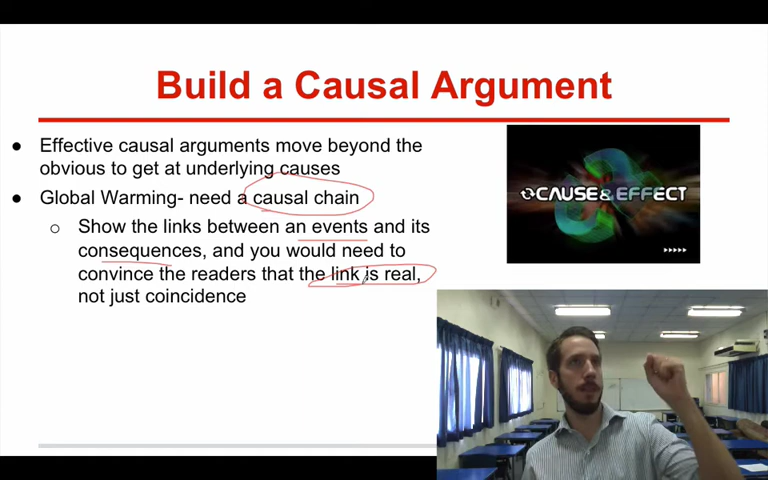 Build a Causal Argument
● Effective causal arguments move beyond the
obvious to get at underlying causes
● Global Warming- need a causal chain
○ Show the links between an events and its
consequences, and you would need to
convince the readers that the link is real,
not just coincidence
CAUSE & EFFECT